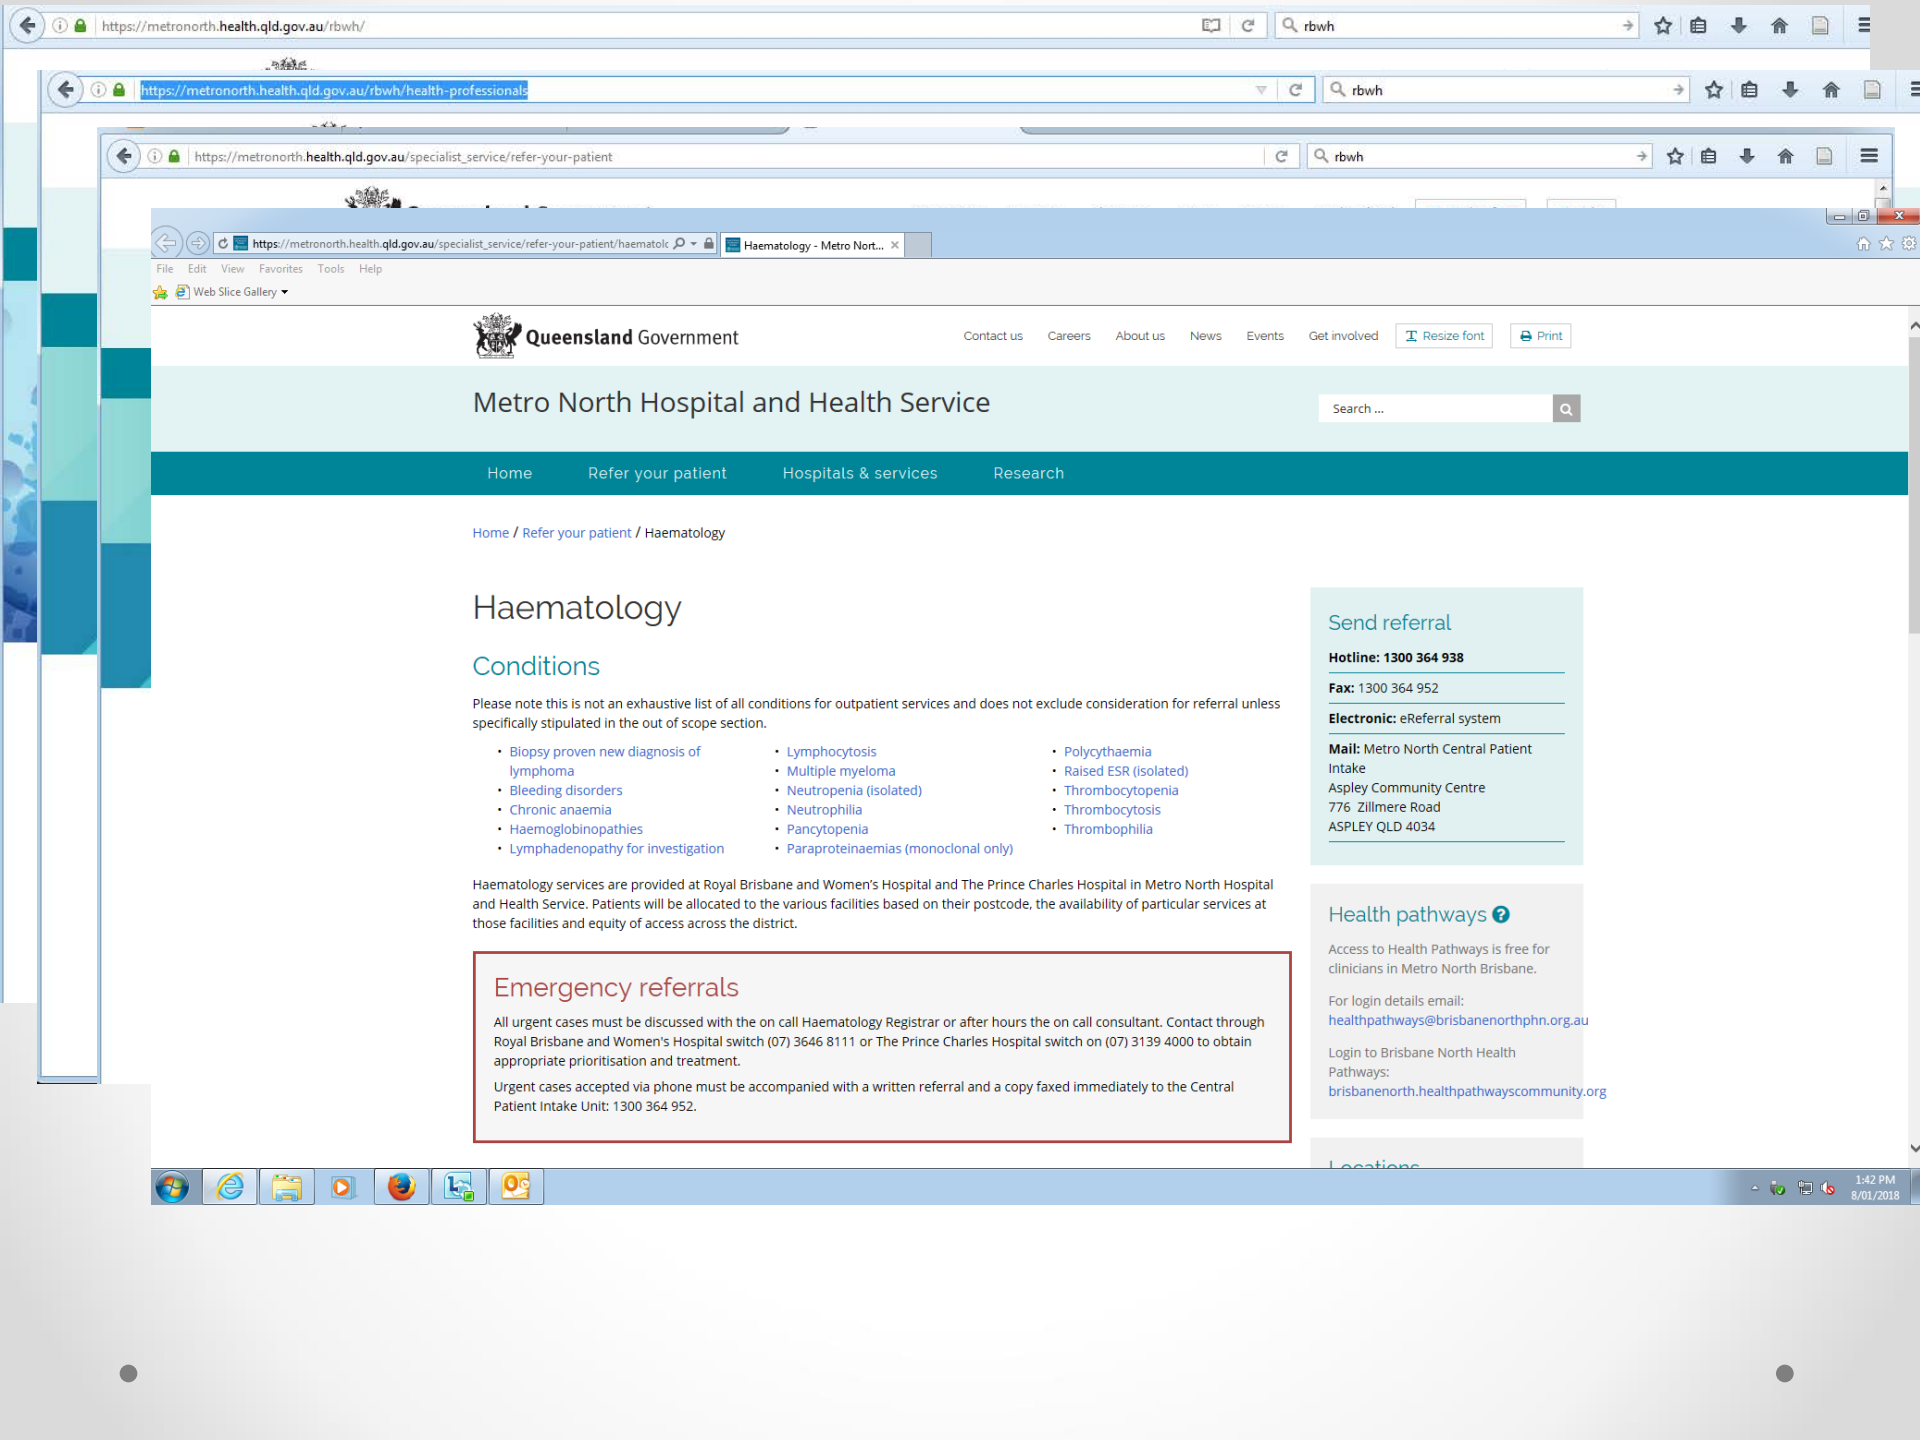 https://metronorth.health.qld.gov.au/rbwh/
rbwh
https://metronorth.health.qld.gov.au/rbwh/health-professionals
rbwh
https://metronorth.health.qld.gov.au/specialist_service/refer-your-patient
rbwh
https://metronorth.health.qld.gov.au/specialist_service/refer-your-patient/haematolc
Haematology - Metro Nort...
File Edit View Favorites Tools Help
Web Slice Gallery
Queensland Government
Contact us Careers About us News Events Get involved Resize font Print
Metro North Hospital and Health Service
Search ...
Home Refer your patient Hospitals & services Research
Home / Refer your patient / Haematology
Haematology
Conditions
Please note this is not an exhaustive list of all conditions for outpatient services and does not exclude consideration for referral unless
specifically stipulated in the out of scope section.
• Biopsy proven new diagnosis of
lymphoma
• Bleeding disorders
• Chronic anaemia
• Haemoglobinopathies
• Lymphadenopathy for investigation
• Lymphocytosis
• Multiple myeloma
• Neutropenia (isolated)
• Neutrophilia
• Pancytopenia
• Paraproteinaemias (monoclonal only)
• Polycythaemia
• Raised ESR (isolated)
• Thrombocytopenia
• Thrombocytosis
• Thrombophilia
Haematology services are provided at Royal Brisbane and Women's Hospital and The Prince Charles Hospital in Metro North Hospital
and Health Service. Patients will be allocated to the various facilities based on their postcode, the availability of particular services at
those facilities and equity of access across the district.
Emergency referrals
All urgent cases must be discussed with the on call Haematology Registrar or after hours the on call consultant. Contact through
Royal Brisbane and Women's Hospital switch (07) 3646 8111 or The Prince Charles Hospital switch on (07) 3139 4000 to obtain
appropriate prioritisation and treatment.
Urgent cases accepted via phone must be accompanied with a written referral and a copy faxed immediately to the Central
Patient Intake Unit: 1300 364 952.
Send referral
Hotline: 1300 364 938
Fax: 1300 364 952
Electronic: eReferral system
Mail: Metro North Central Patient
Intake
Aspley Community Centre
776 Zillmere Road
ASPLEY QLD 4034
Health pathways ?
Access to Health Pathways is free for
clinicians in Metro North Brisbane.
For login details email:
healthpathways@brisbanenorthphn.org.au
Login to Brisbane North Health
Pathways:
brisbanenorth.healthpathwayscommunity.org
Locations
1:42 PM
8/01/2018